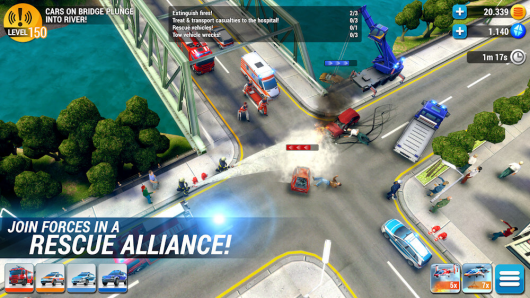 CARS ON BRIDGE PLUNGE
INTO RIVER!
LEVEL 150
Extinguish fires! 2/3
Treat & transport casualties to the hospital! 0/3
Rescue vehicles! 0/1
Tow vehicle wrecks! 0/3
20.339
1.140
1m 17s
JOIN FORCES IN A
RESCUE ALLIANCE!
6x
7x